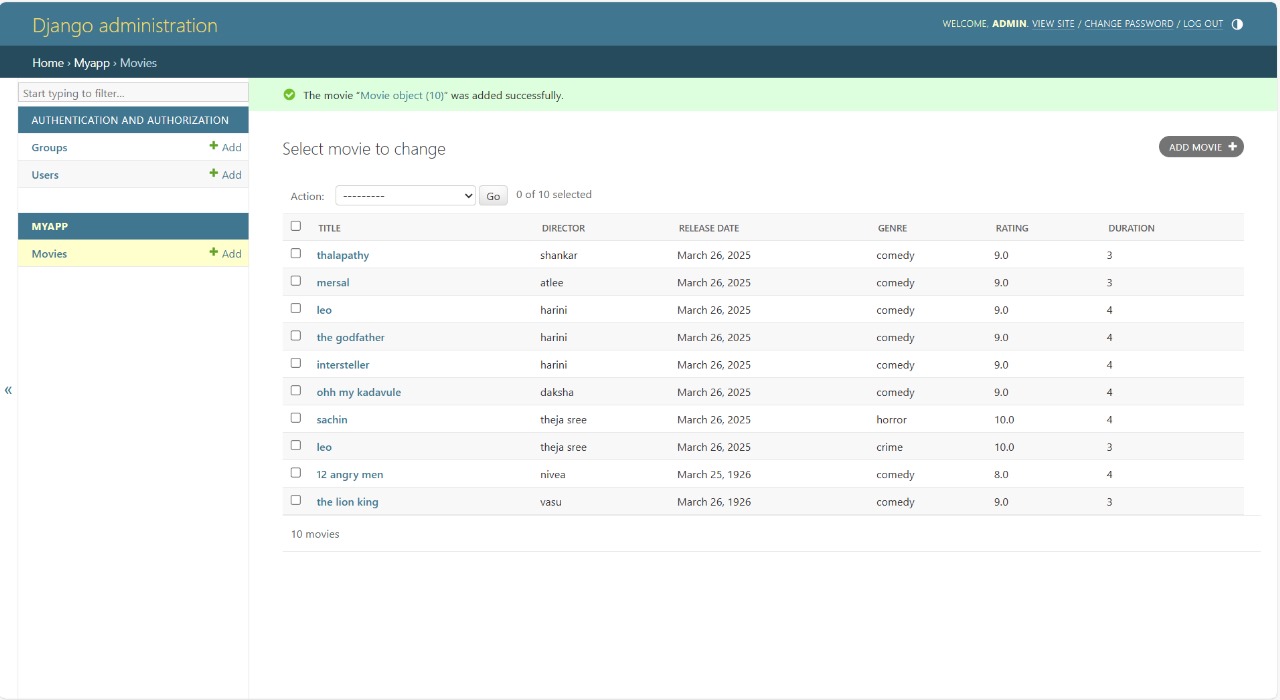 Django administration
WELCOME, ADMIN. VIEW SITE / CHANGE PASSWORD / LOG OUT
Home › Myapp › Movies
Start typing to filter...
AUTHENTICATION AND AUTHORIZATION
Groups + Add
Users + Add
MYAPP
Movies + Add
«
The movie “Movie object (10)” was added successfully.
Select movie to change
ADD MOVIE +
Action: --------- Go 0 of 10 selected
TITLE DIRECTOR RELEASE DATE GENRE RATING DURATION
thalapathy shankar March 26, 2025 comedy 9.0 3
mersal atlee March 26, 2025 comedy 9.0 3
leo harini March 26, 2025 comedy 9.0 4
the godfather harini March 26, 2025 comedy 9.0 4
intersteller harini March 26, 2025 comedy 9.0 4
ohh my kadavule daksha March 26, 2025 comedy 9.0 4
sachin theja sree March 26, 2025 horror 10.0 4
leo theja sree March 26, 2025 crime 10.0 3
12 angry men nivea March 25, 1926 comedy 8.0 4
the lion king vasu March 26, 1926 comedy 9.0 3
10 movies